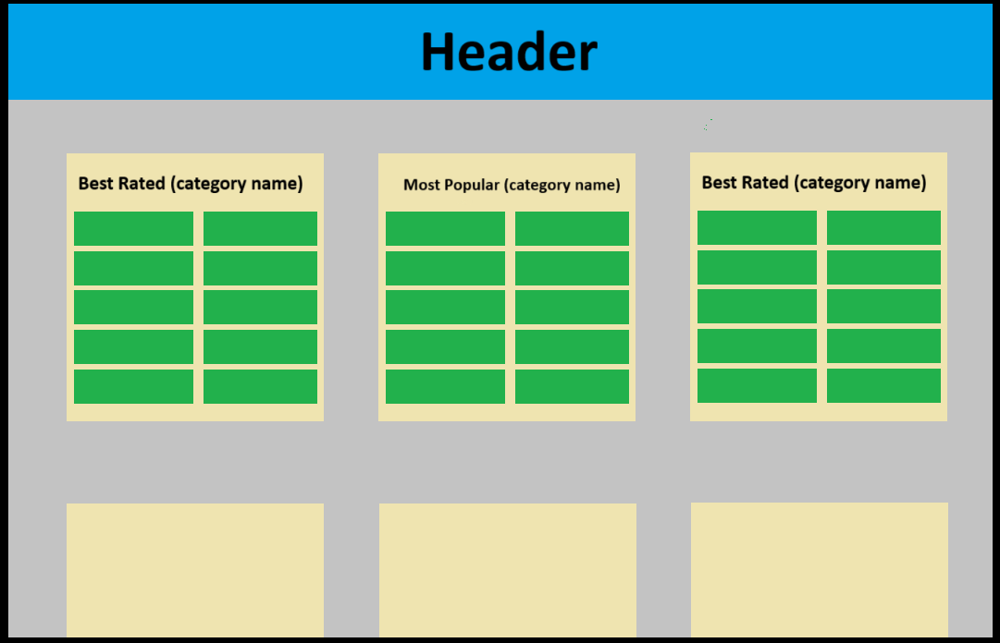 Header
Best Rated (category name)
Most Popular (category name)
Best Rated (category name)